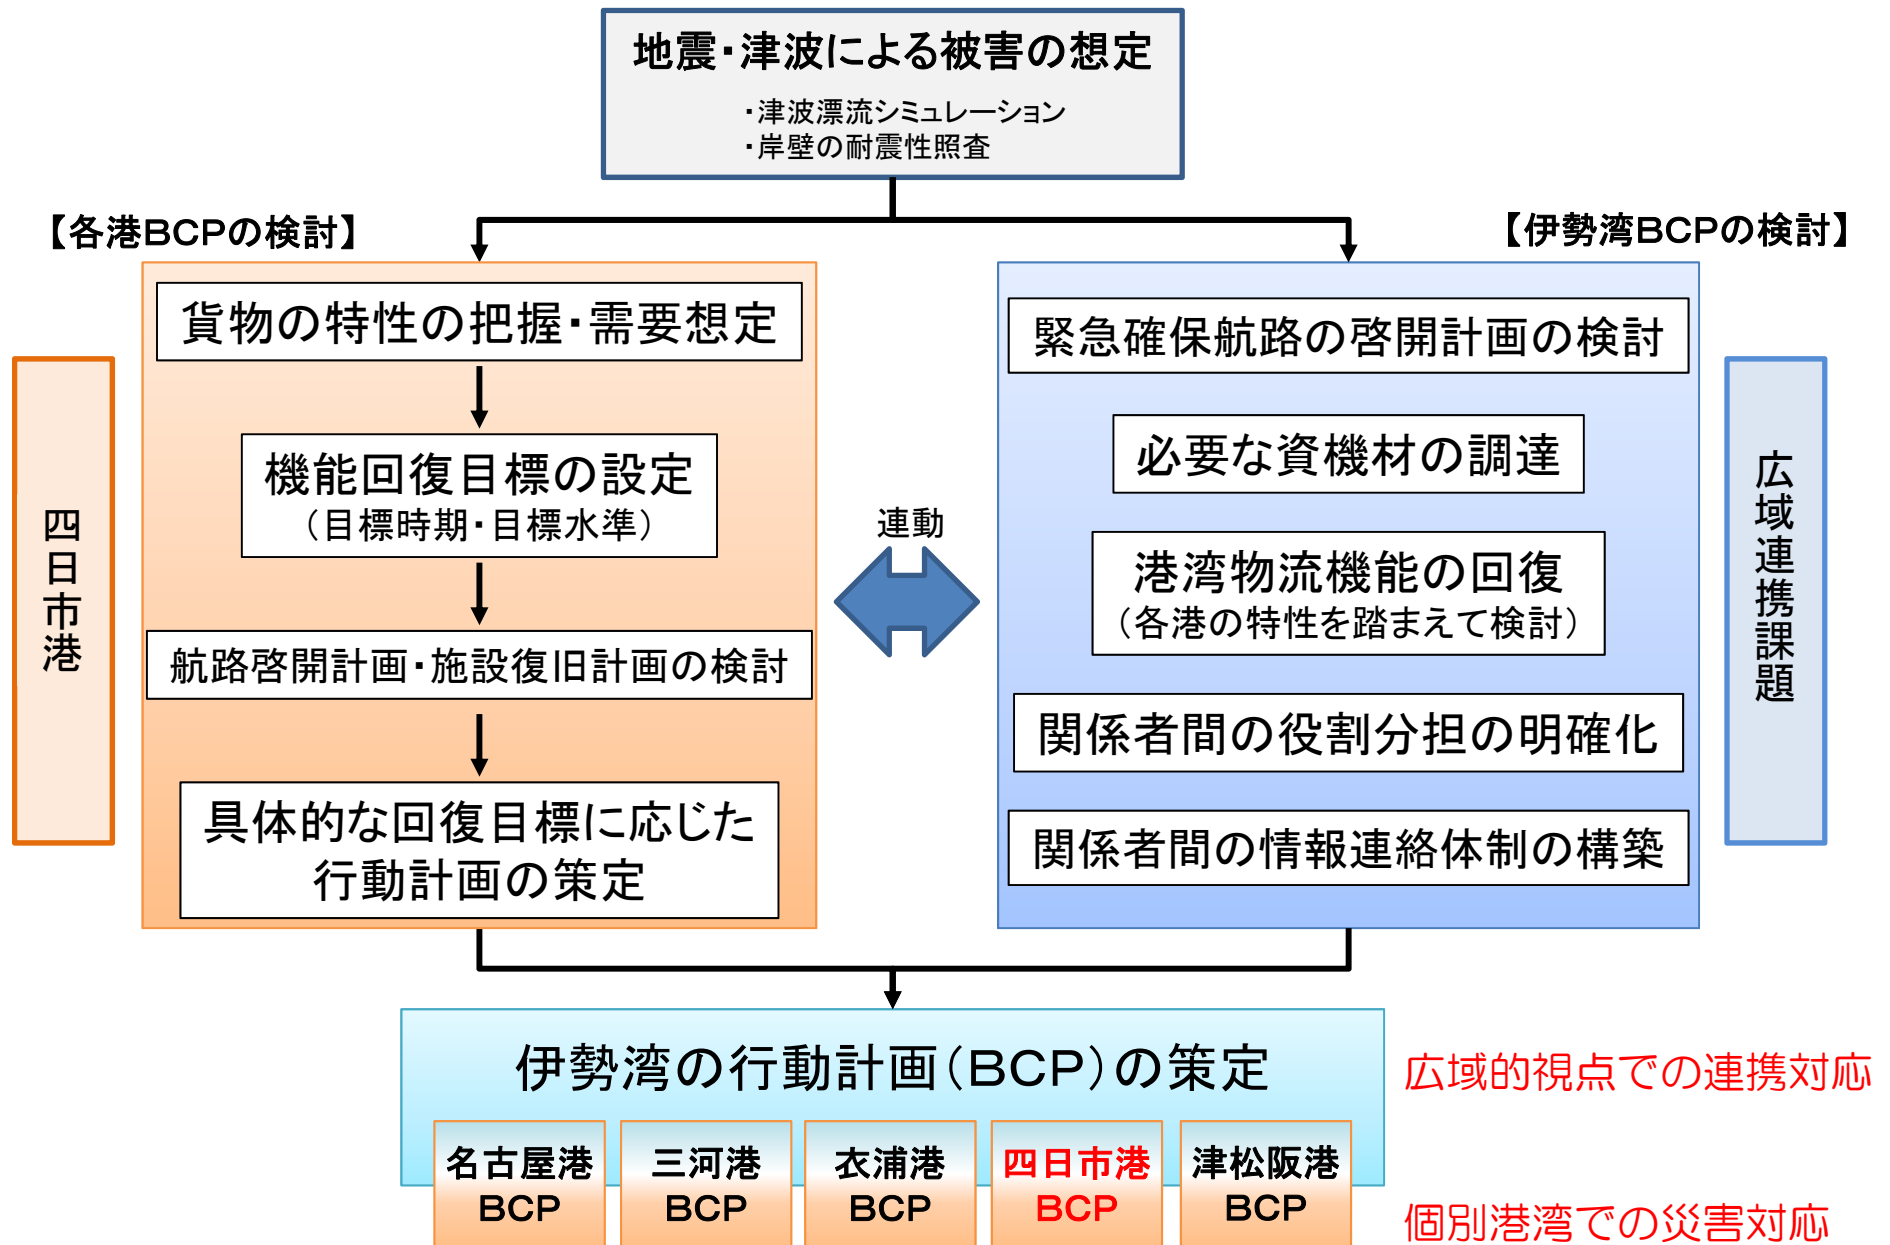 地震・津波による被害の想定
・津波漂流シミュレーション
・岸壁の耐震性照査
【各港BCPの検討】
【伊勢湾BCPの検討】
四日市港
貨物の特性の把握・需要想定
機能回復目標の設定
（目標時期・目標水準）
航路啓開計画・施設復旧計画の検討
具体的な回復目標に応じた
行動計画の策定
連動
緊急確保航路の啓開計画の検討
必要な資機材の調達
港湾物流機能の回復
（各港の特性を踏まえて検討）
関係者間の役割分担の明確化
関係者間の情報連絡体制の構築
広域連携課題
伊勢湾の行動計画（BCP）の策定
広域的視点での連携対応
名古屋港
BCP
三河港
BCP
衣浦港
BCP
四日市港
BCP
津松阪港
BCP
個別港湾での災害対応